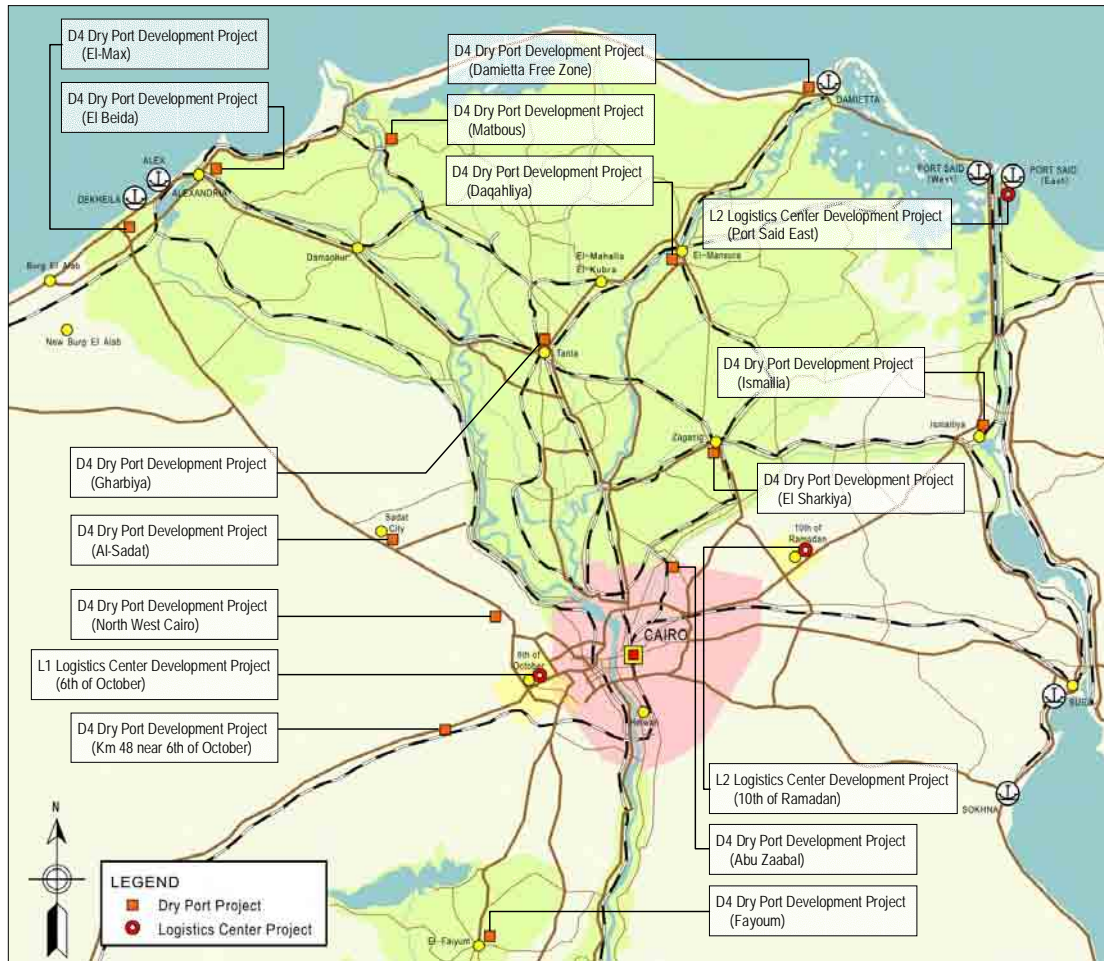 D4 Dry Port Development Project
(El-Max)
D4 Dry Port Development Project
(El Beida)
D4 Dry Port Development Project
(Damietta Free Zone)
D4 Dry Port Development Project
(Matbous)
D4 Dry Port Development Project
(Daqahliya)
L2 Logistics Center Development Project
(Port Said East)
DAMIETTA
PORT SAID
(West)
PORT SAID
(East)
ALEX
ALEXANDRIA
DEKHEILA
Damanhur
El-Mahalla
El-Kubra
El-Mansura
Burg El Alab
New Burg El Alab
Tanta
D4 Dry Port Development Project
(Ismailia)
Ismailiya
Zagazig
D4 Dry Port Development Project
(Gharbiya)
D4 Dry Port Development Project
(El Sharkiya)
Sadat
City
10th of
Ramadan
D4 Dry Port Development Project
(Al-Sadat)
D4 Dry Port Development Project
(North West Cairo)
CAIRO
L1 Logistics Center Development Project
(6th of October)
6th of
October
SUEZ
Helwan
D4 Dry Port Development Project
(Km 48 near 6th of October)
L2 Logistics Center Development Project
(10th of Ramadan)
SOKHNA
D4 Dry Port Development Project
(Abu Zaabal)
D4 Dry Port Development Project
(Fayoum)
El-Faiyum
N
LEGEND
Dry Port Project
Logistics Center Project